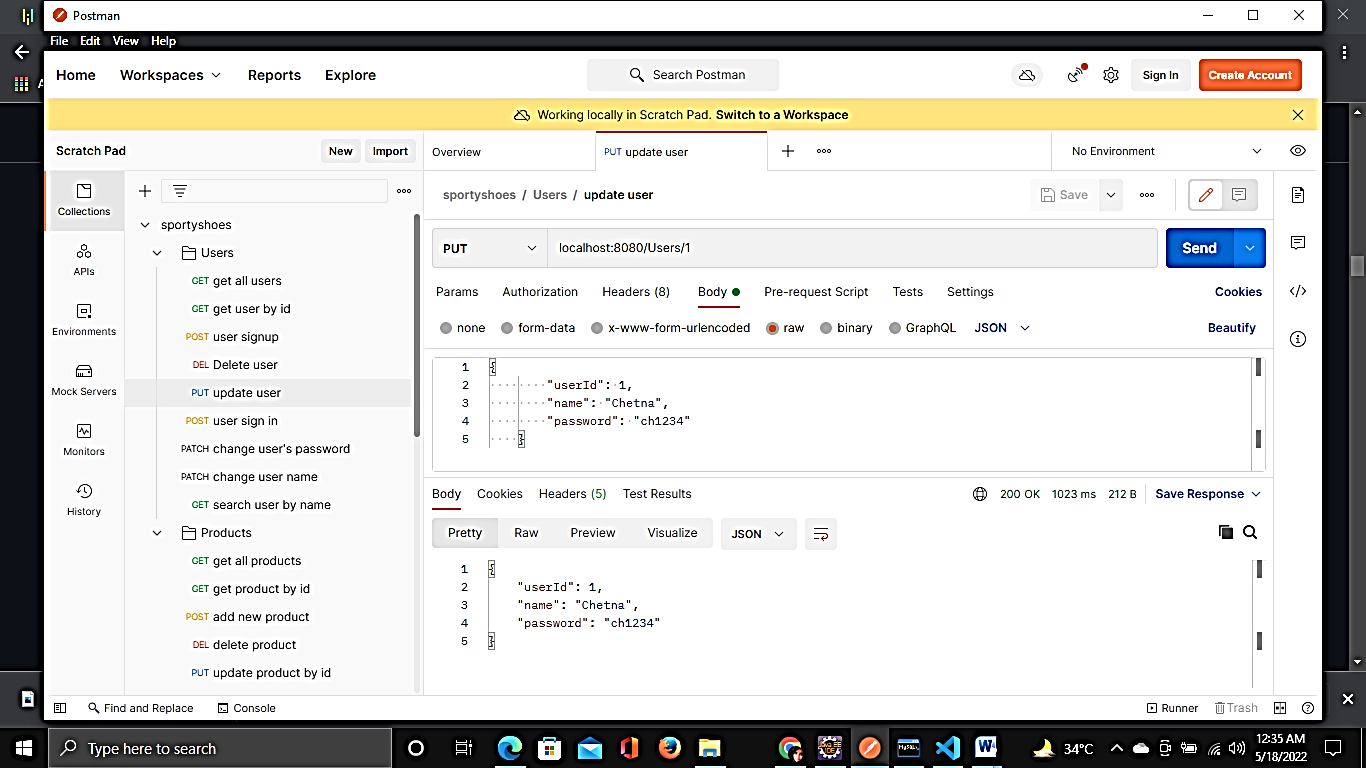 Postman
File Edit View Help
Home Workspaces Reports Explore Search Postman Sign In Create Account
Working locally in Scratch Pad. Switch to a Workspace
Scratch Pad New Import Overview PUT update user No Environment
sportyshoes / Users / update user Save
Collections
APIs
Environments
Mock Servers
Monitors
History
sportyshoes
Users
GET get all users
GET get user by id
POST user signup
DEL Delete user
PUT update user
POST user sign in
PATCH change user's password
PATCH change user name
GET search user by name
Products
GET get all products
GET get product by id
POST add new product
DEL delete product
PUT update product by id
PUT localhost:8080/Users/1 Send
Params Authorization Headers (8) Body Pre-request Script Tests Settings Cookies
none form-data x-www-form-urlencoded raw binary GraphQL JSON Beautify
1 {
2 "userId": 1,
3 "name": "Chetna",
4 "password": "ch1234"
5 }
Body Cookies Headers (5) Test Results 200 OK 1023 ms 212 B Save Response
Pretty Raw Preview Visualize JSON
1 {
2 "userId": 1,
3 "name": "Chetna",
4 "password": "ch1234"
5 }
Find and Replace Console Runner Trash
Type here to search 34°C 12:35 AM
5/18/2022